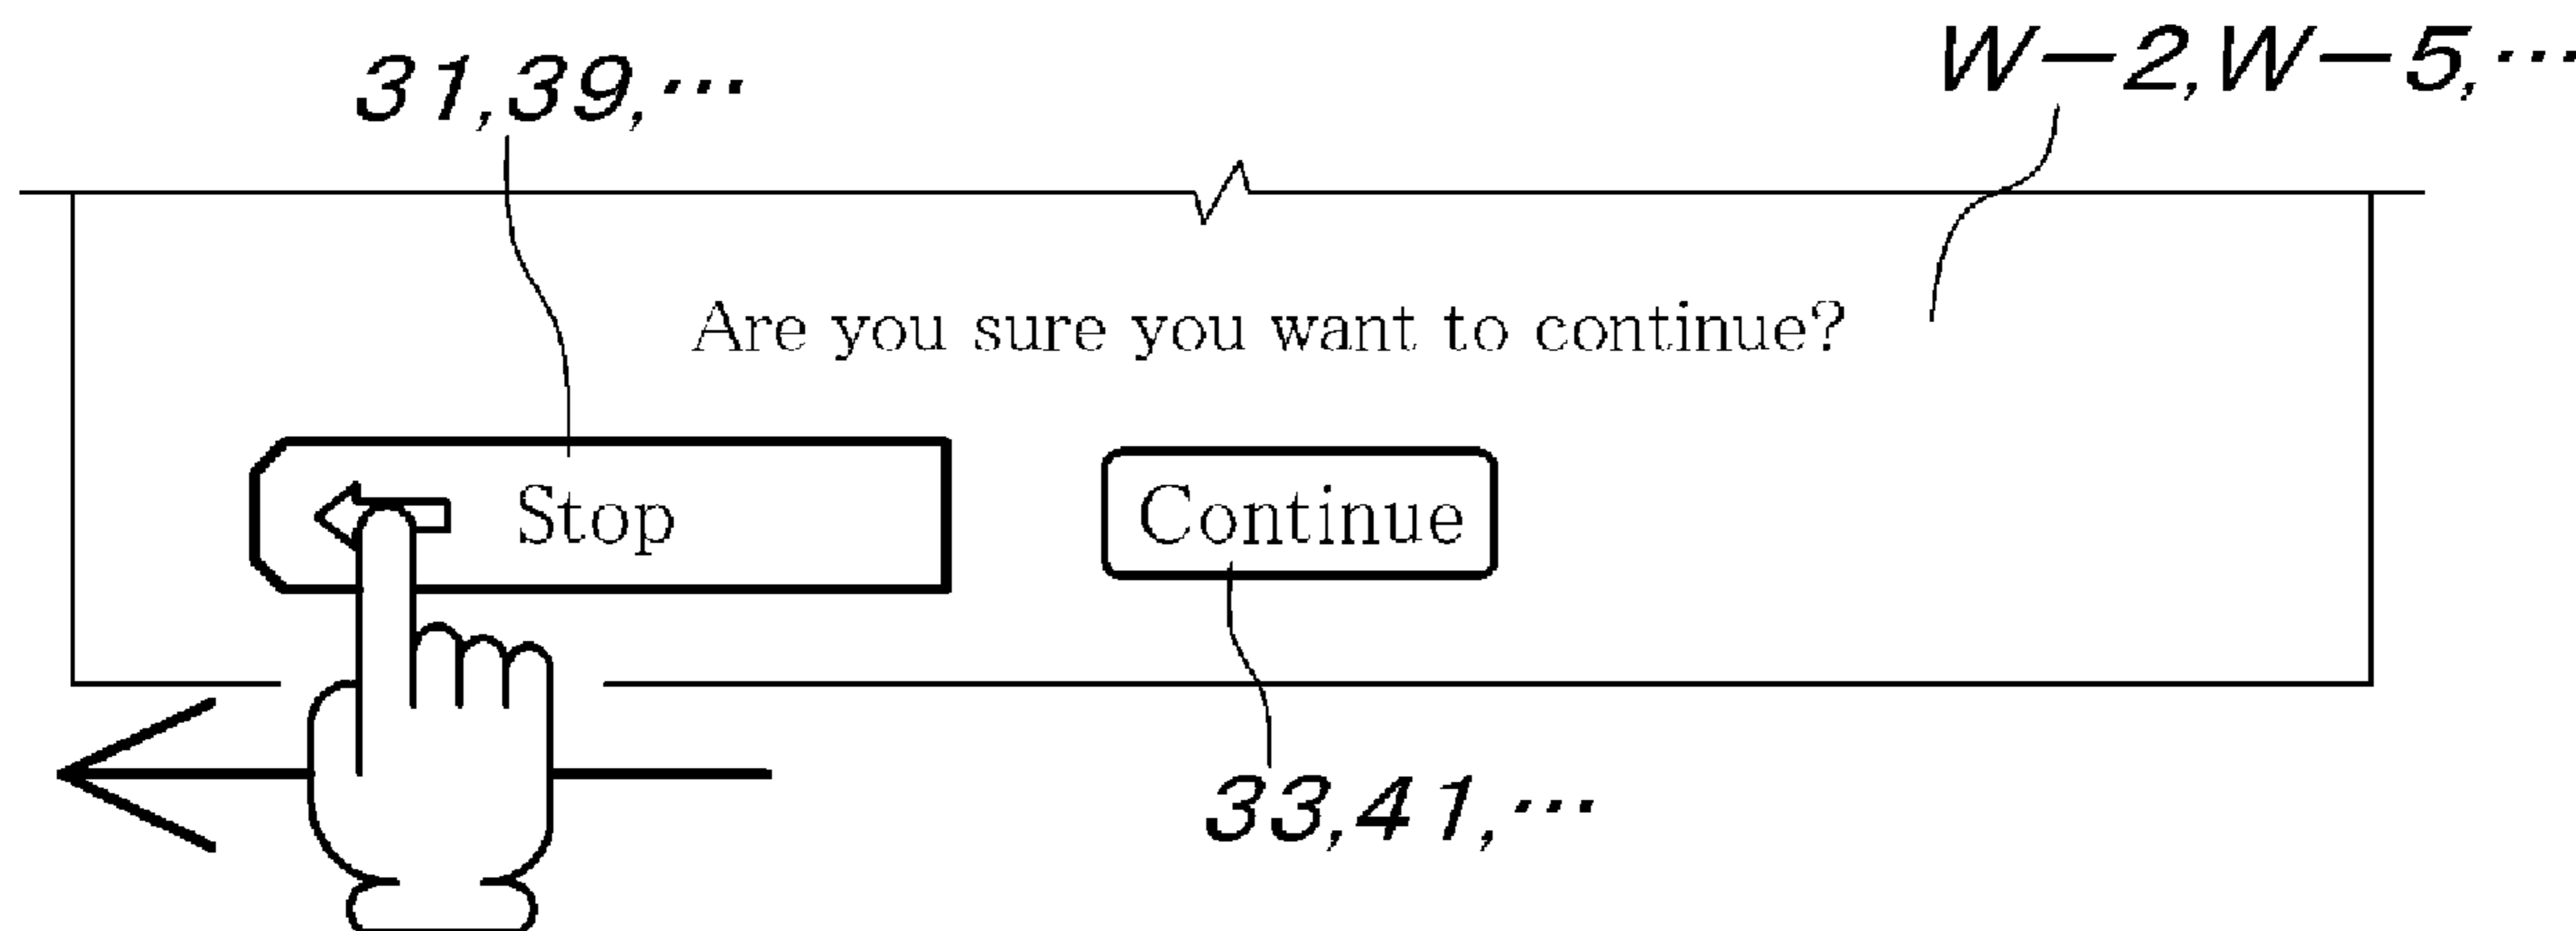 31,39,…
W-2,W-5,…
Are you sure you want to continue?
Stop
Continue
33,41,…